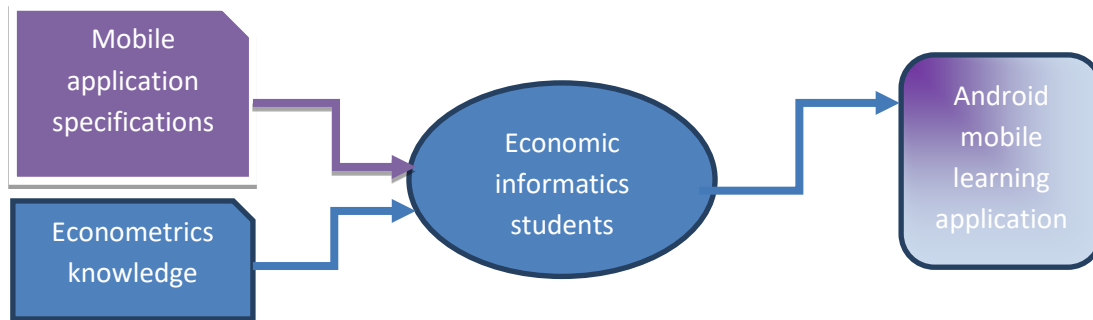 Mobile
application
specifications
Econometrics
knowledge
Economic
informatics
students
Android
mobile
learning
application